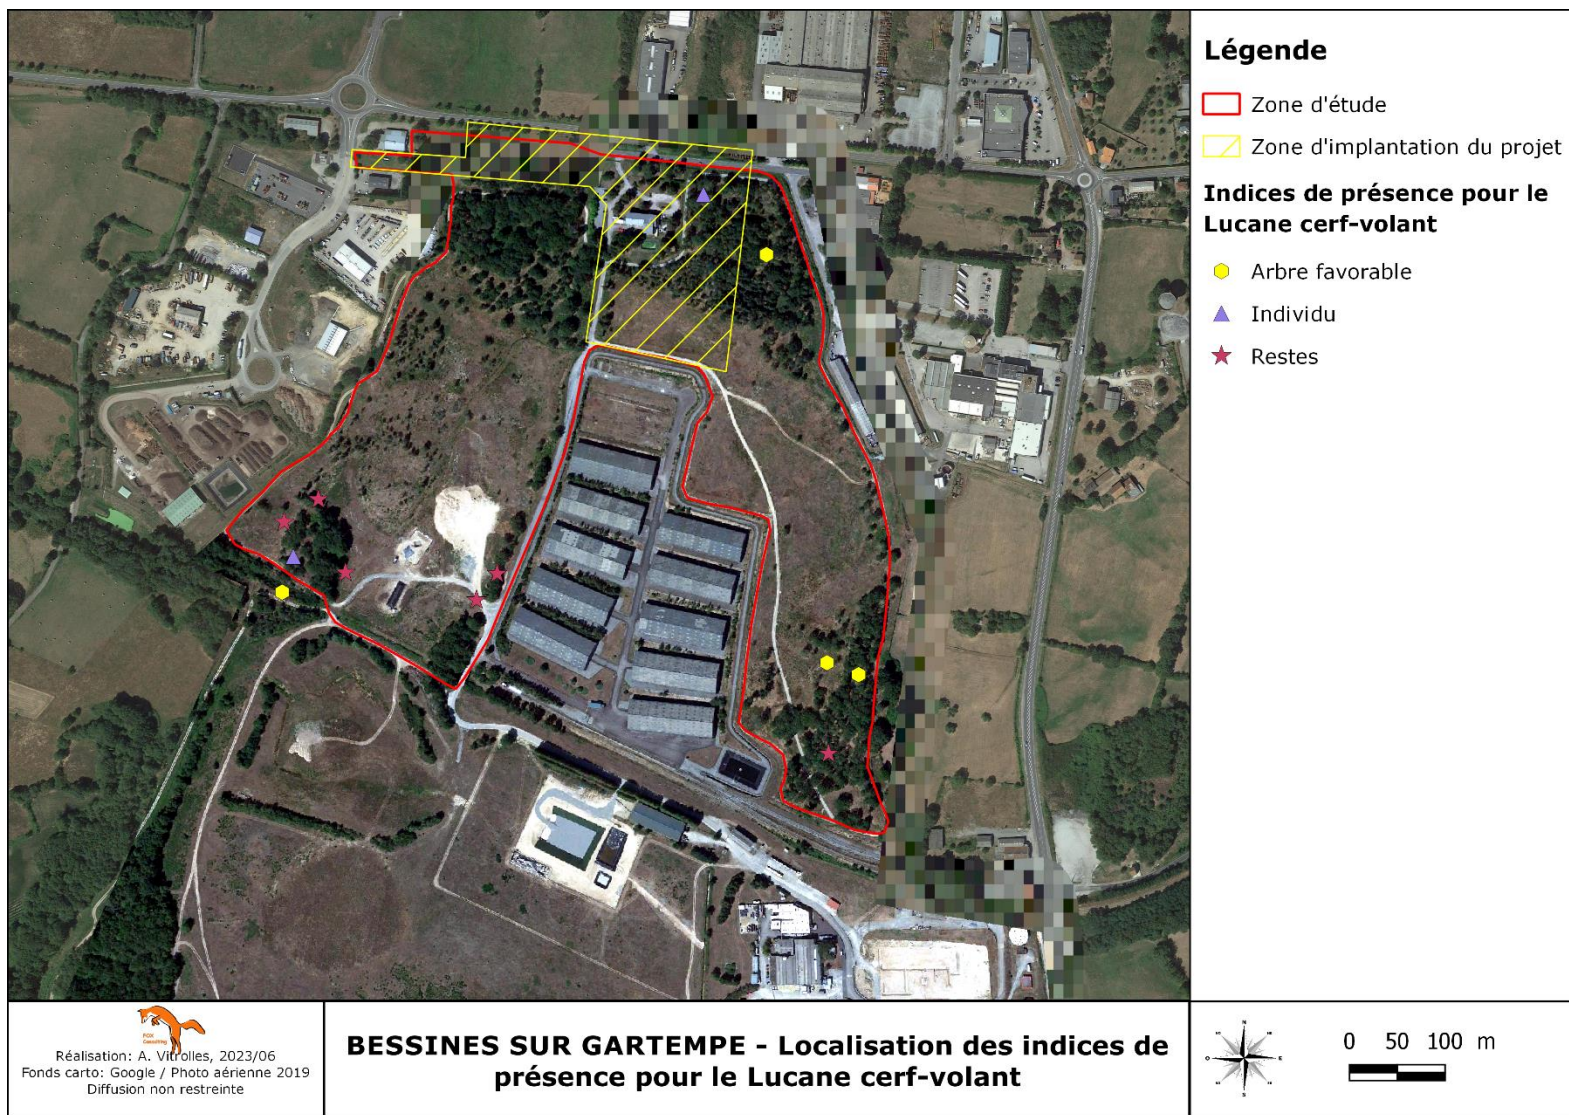 Légende
Zone d'étude
Zone d'implantation du projet
Indices de présence pour le
Lucane cerf-volant
Arbre favorable
Individu
Restes
FOX
Consulting
Réalisation: A. Vitrolles, 2023/06
Fonds carto: Google / Photo aérienne 2019
Diffusion non restreinte
BESSINES SUR GARTEMPE - Localisation des indices de
présence pour le Lucane cerf-volant
N
O
E
S
0 50 100 m